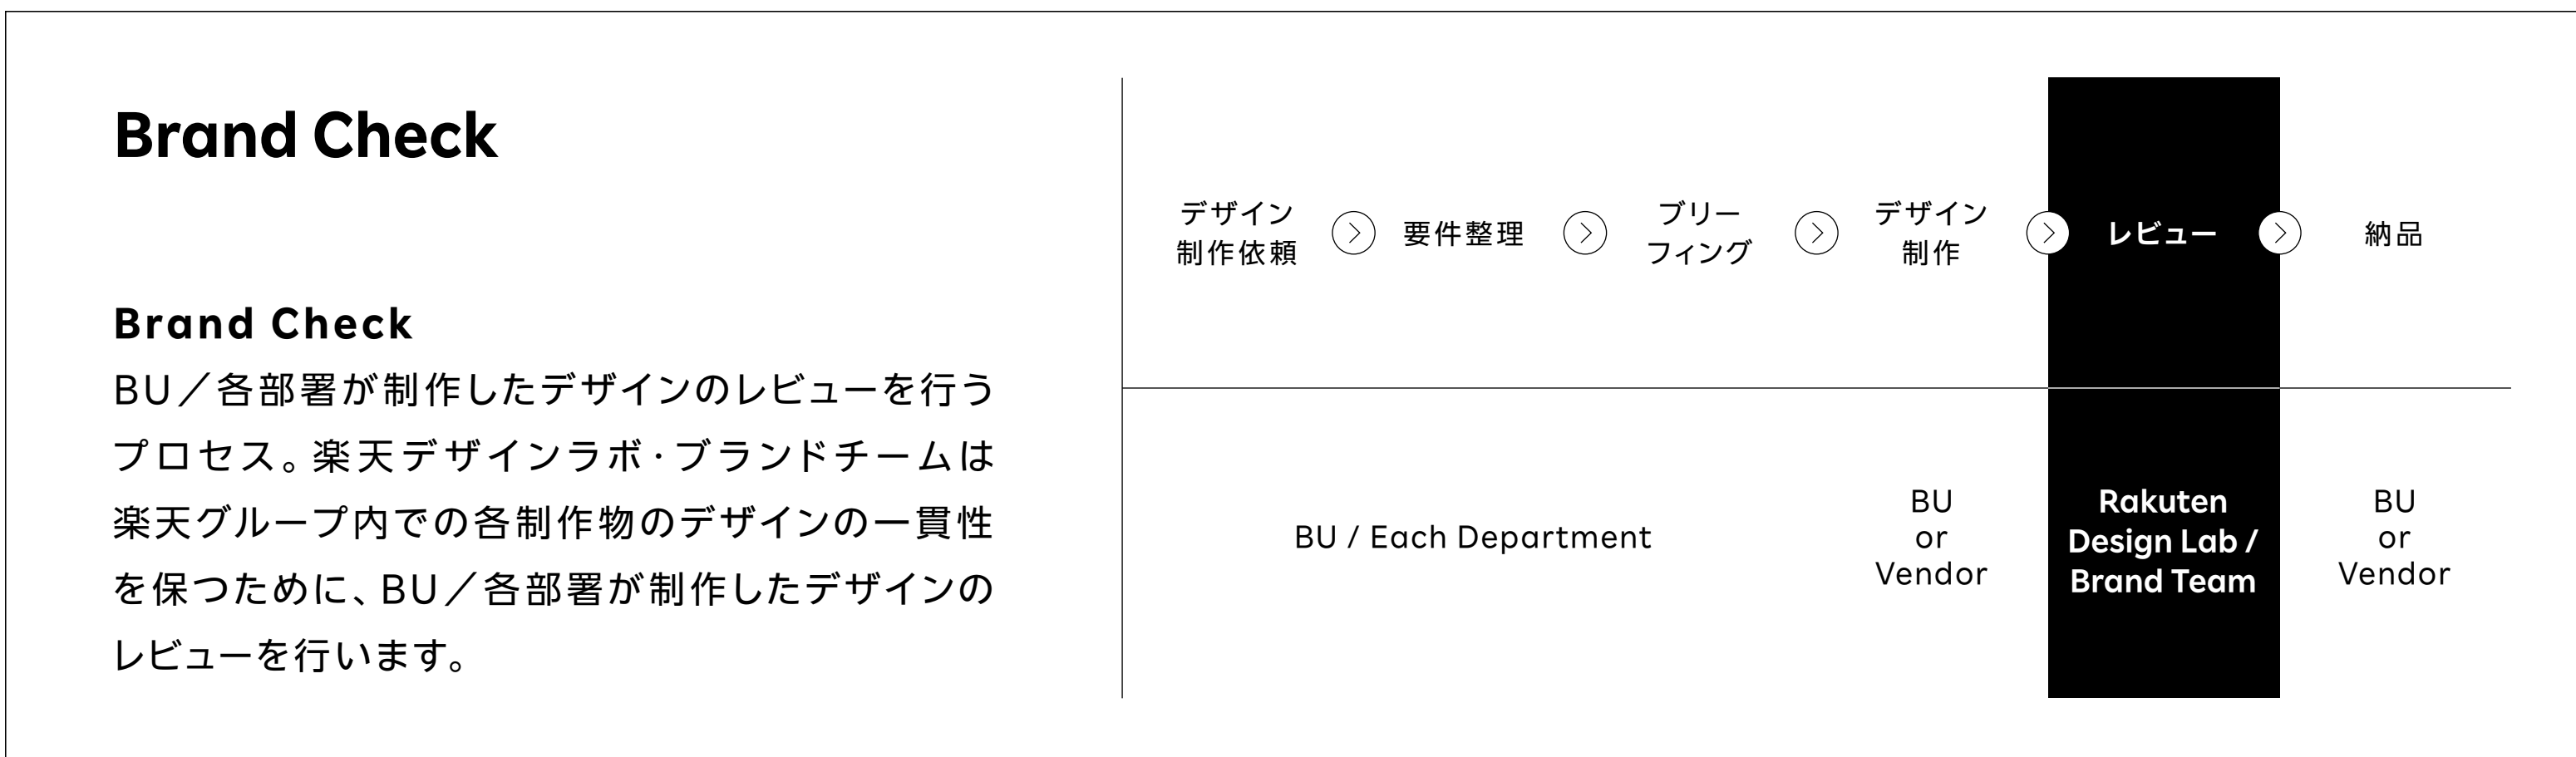 Brand Check
Brand Check
BU／各部署が制作したデザインのレビューを行う
プロセス。楽天デザインラボ・ブランドチームは
楽天グループ内での各制作物のデザインの一貫性
を保つために、BU／各部署が制作したデザインの
レビューを行います。
デザイン
制作依頼
要件整理
ブリー
フィング
デザイン
制作
レビュー
納品
BU / Each Department
BU
or
Vendor
Rakuten
Design Lab /
Brand Team
BU
or
Vendor